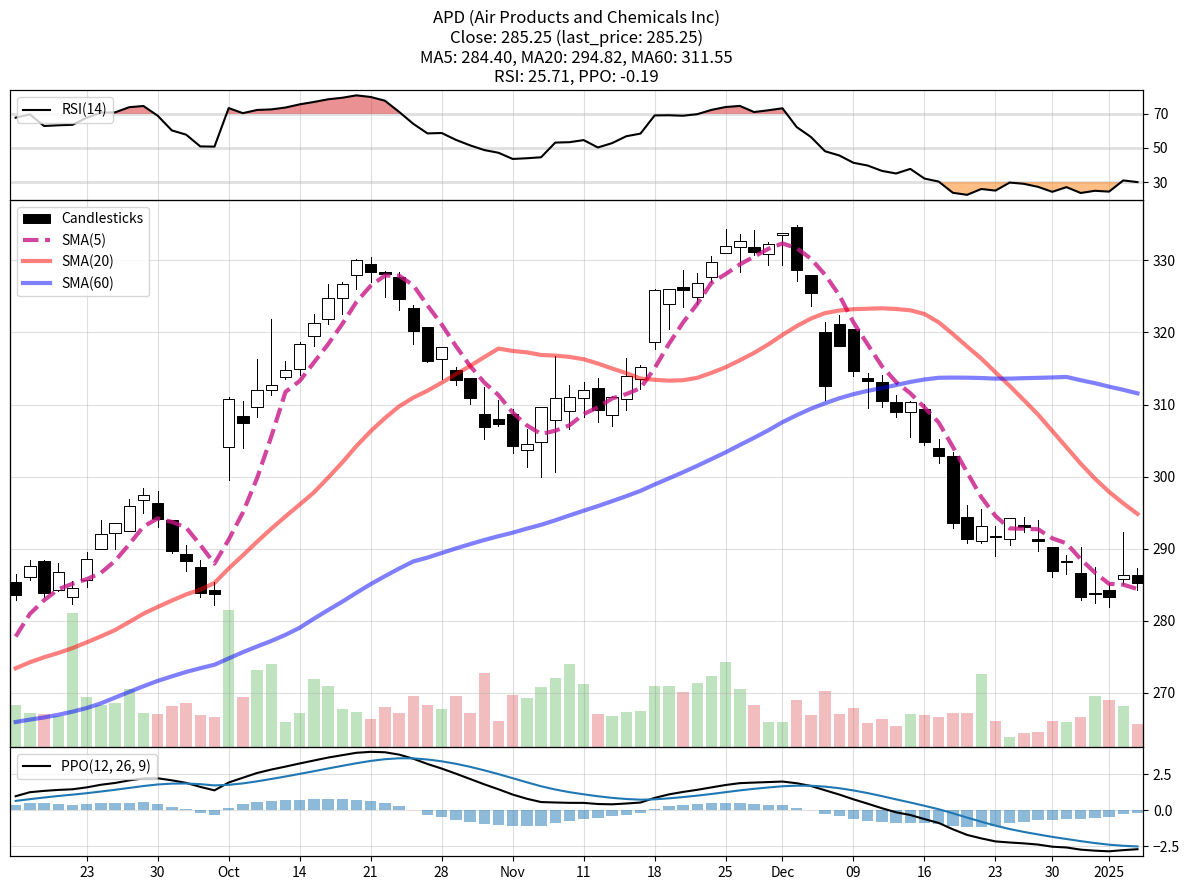 APD (Air Products and Chemicals Inc)
Close: 285.25 (last_price: 285.25)
MA5: 284.40, MA20: 294.82, MA60: 311.55
RSI: 25.71, PPO: -0.19
RSI(14)
70
50
30
Candlesticks
SMA(5)
SMA(20)
SMA(60)
330
320
310
300
290
280
270
PPO(12, 26, 9)
2.5
0.0
−2.5
23 30 Oct 14 21 28 Nov 11 18 25 Dec 09 16 23 30 2025